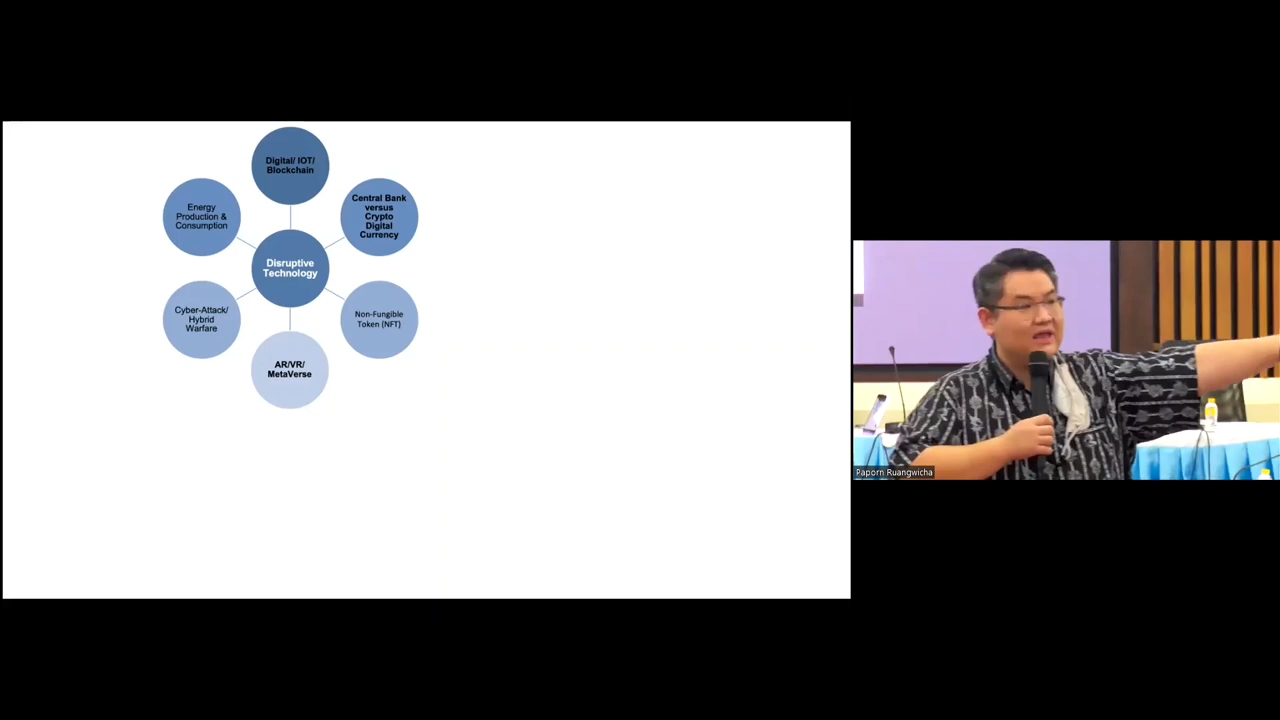 Digital/ IOT/
Blockchain
Energy
Production &
Consumption
Central Bank
versus
Crypto
Digital
Currency
Disruptive
Technology
Cyber-Attack/
Hybrid
Warfare
Non-Fungible
Token (NFT)
AR/VR/
MetaVerse
Paporn Ruangwicha